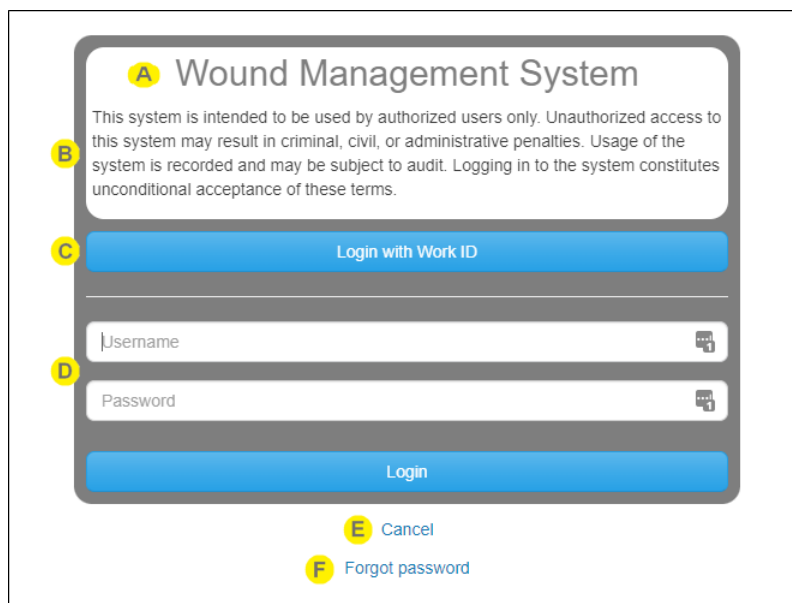 A Wound Management System
This system is intended to be used by authorized users only. Unauthorized access to
B this system may result in criminal, civil, or administrative penalties. Usage of the
system is recorded and may be subject to audit. Logging in to the system constitutes
unconditional acceptance of these terms.
C Login with Work ID
Username 1
D
Password 1
Login
E Cancel
F Forgot password